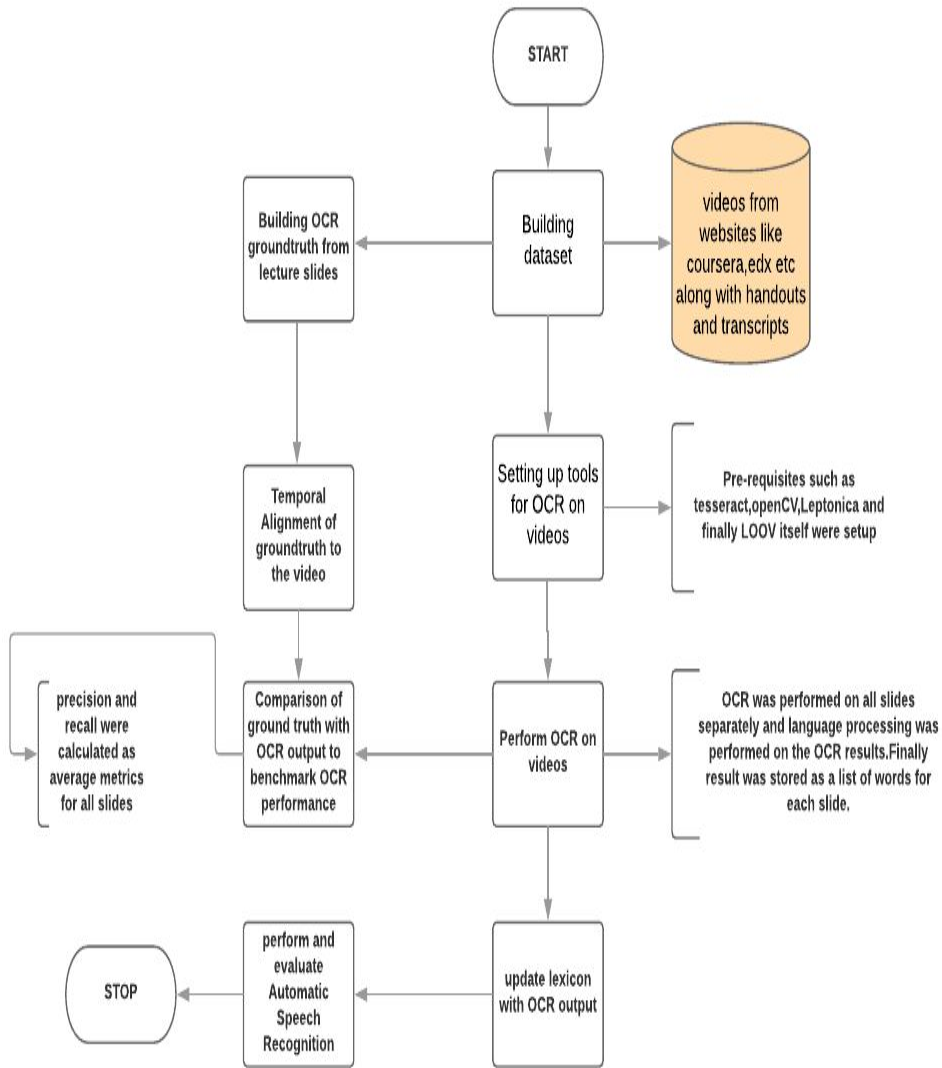 START
Building OCR
groundtruth from
lecture slides
Building
dataset
videos from
websites like
coursera,edx etc
along with handouts
and transcripts
Temporal
Alignment of
groundtruth to
the video
Setting up tools
for OCR on
videos
Pre-requisites such as
tesseract,openCV,Leptonica and
finally LOOV itself were setup
precision and
recall were
calculated as
average metrics
for all slides
Comparison of
ground truth with
OCR output to
benchmark OCR
performance
Perform OCR on
videos
OCR was performed on all slides
separately and language processing was
performed on the OCR results.Finally
result was stored as a list of words for
each slide.
STOP
perform and
evaluate
Automatic
Speech
Recognition
update lexicon
with OCR output